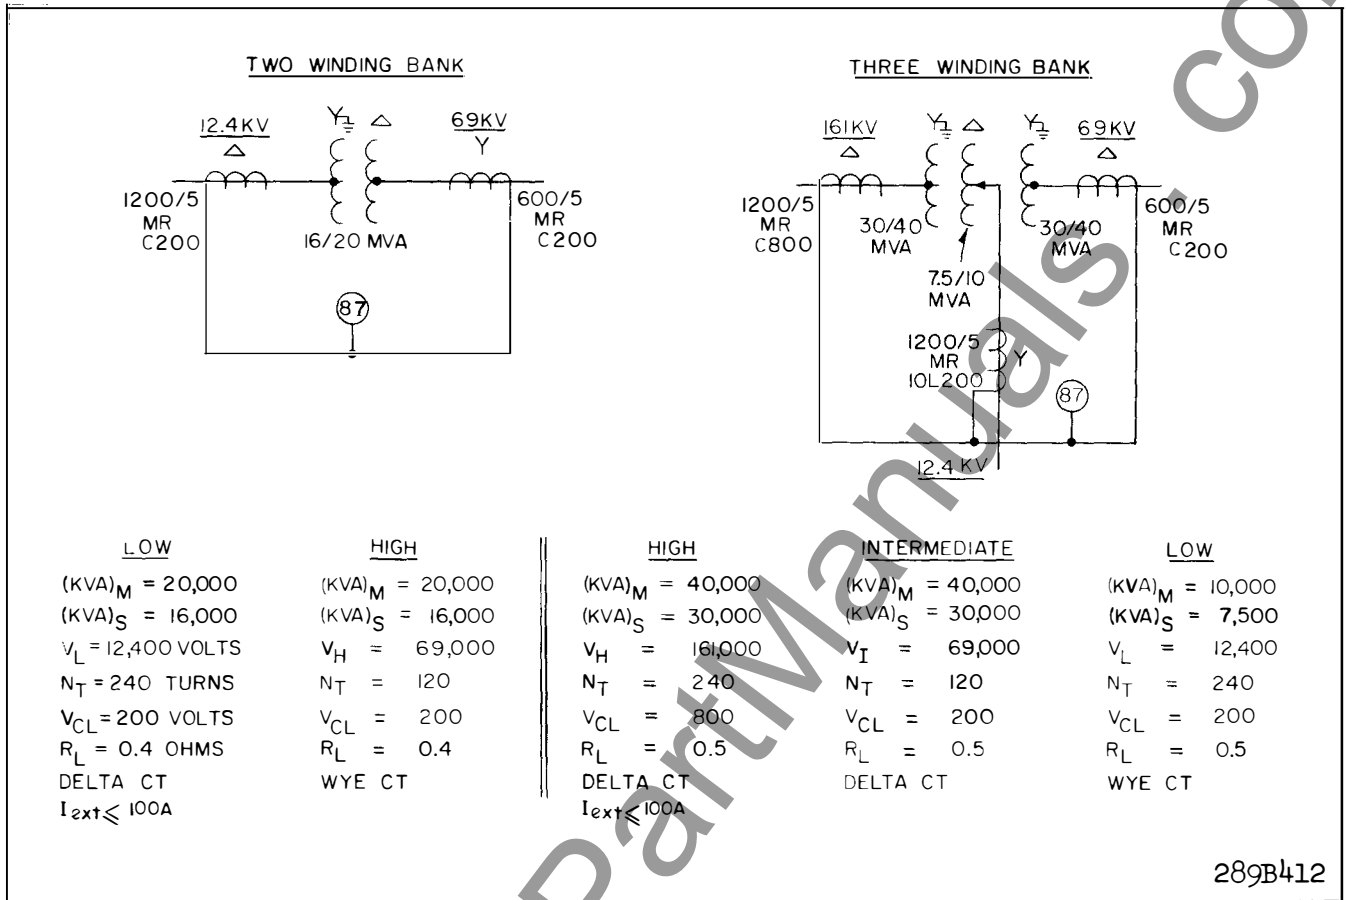 TWO WINDING BANK
12.4KV
Y
△
69KV
△
Y
1200/5
MR
C200
16/20 MVA
600/5
MR
C200
87
THREE WINDING BANK
161KV
Y
△
Y
69KV
△
△
1200/5
MR
C800
30/40
MVA
7.5/10
MVA
30/40
MVA
600/5
MR
C200
1200/5
MR
10L200
Y
87
12.4 KV
LOW
(KVA)M = 20,000
(KVA)S = 16,000
VL = 12,400 VOLTS
NT = 240 TURNS
VCL = 200 VOLTS
RL = 0.4 OHMS
DELTA CT
Iext ≤ 100A
HIGH
(KVA)M = 20,000
(KVA)S = 16,000
VH = 69,000
NT = 120
VCL = 200
RL = 0.4
WYE CT
HIGH
(KVA)M = 40,000
(KVA)S = 30,000
VH = 161,000
NT = 240
VCL = 800
RL = 0.5
DELTA CT
Iext ≤ 100A
INTERMEDIATE
(KVA)M = 40,000
(KVA)S = 30,000
VI = 69,000
NT = 120
VCL = 200
RL = 0.5
DELTA CT
LOW
(KVA)M = 10,000
(KVA)S = 7,500
VL = 12,400
NT = 240
VCL = 200
RL = 0.5
WYE CT
289B412
PartManuals.co